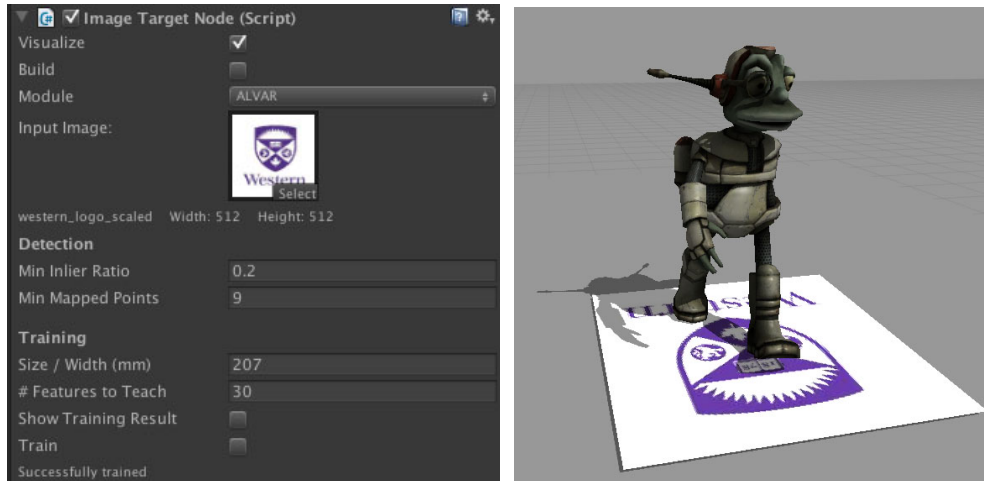 Image Target Node (Script)
Visualize
Build
Module ALVAR
Input Image:
Western
Select
western_logo_scaled Width: 512 Height: 512
Detection
Min Inlier Ratio 0.2
Min Mapped Points 9
Training
Size / Width (mm) 207
# Features to Teach 30
Show Training Result
Train
Successfully trained